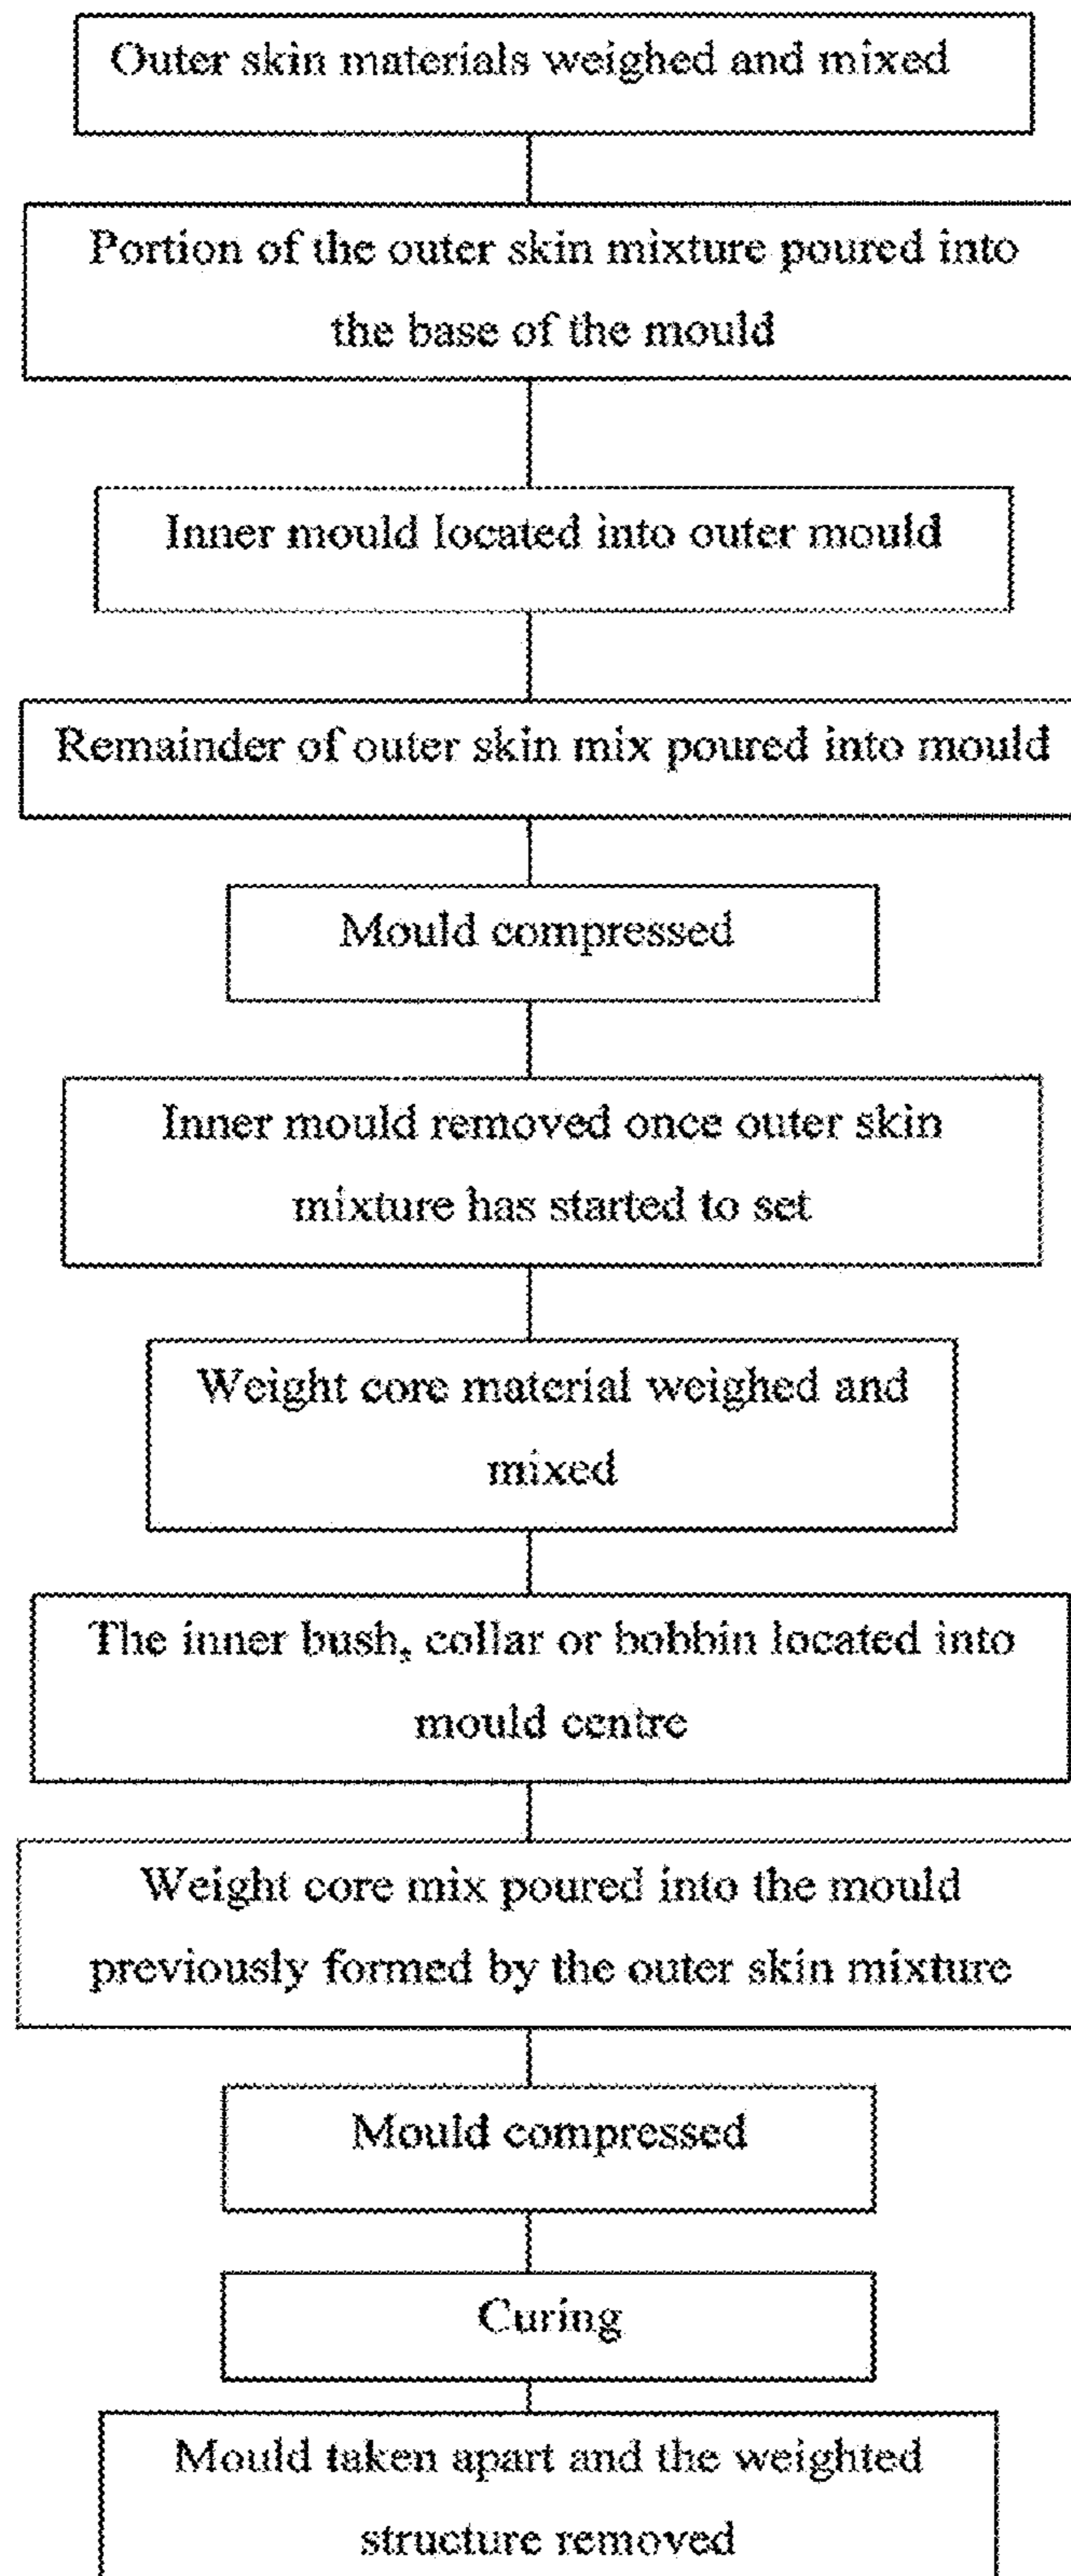 Outer skin materials weighed and mixed
Portion of the outer skin mixture poured into
the base of the mould
Inner mould located into outer mould
Remainder of outer skin mix poured into mould
Mould compressed
Inner mould removed once outer skin
mixture has started to set
Weight core material weighed and
mixed
The inner bush, collar or bobbin located into
mould centre
Weight core mix poured into the mould
previously formed by the outer skin mixture
Mould compressed
Curing
Mould taken apart and the weighted
structure removed